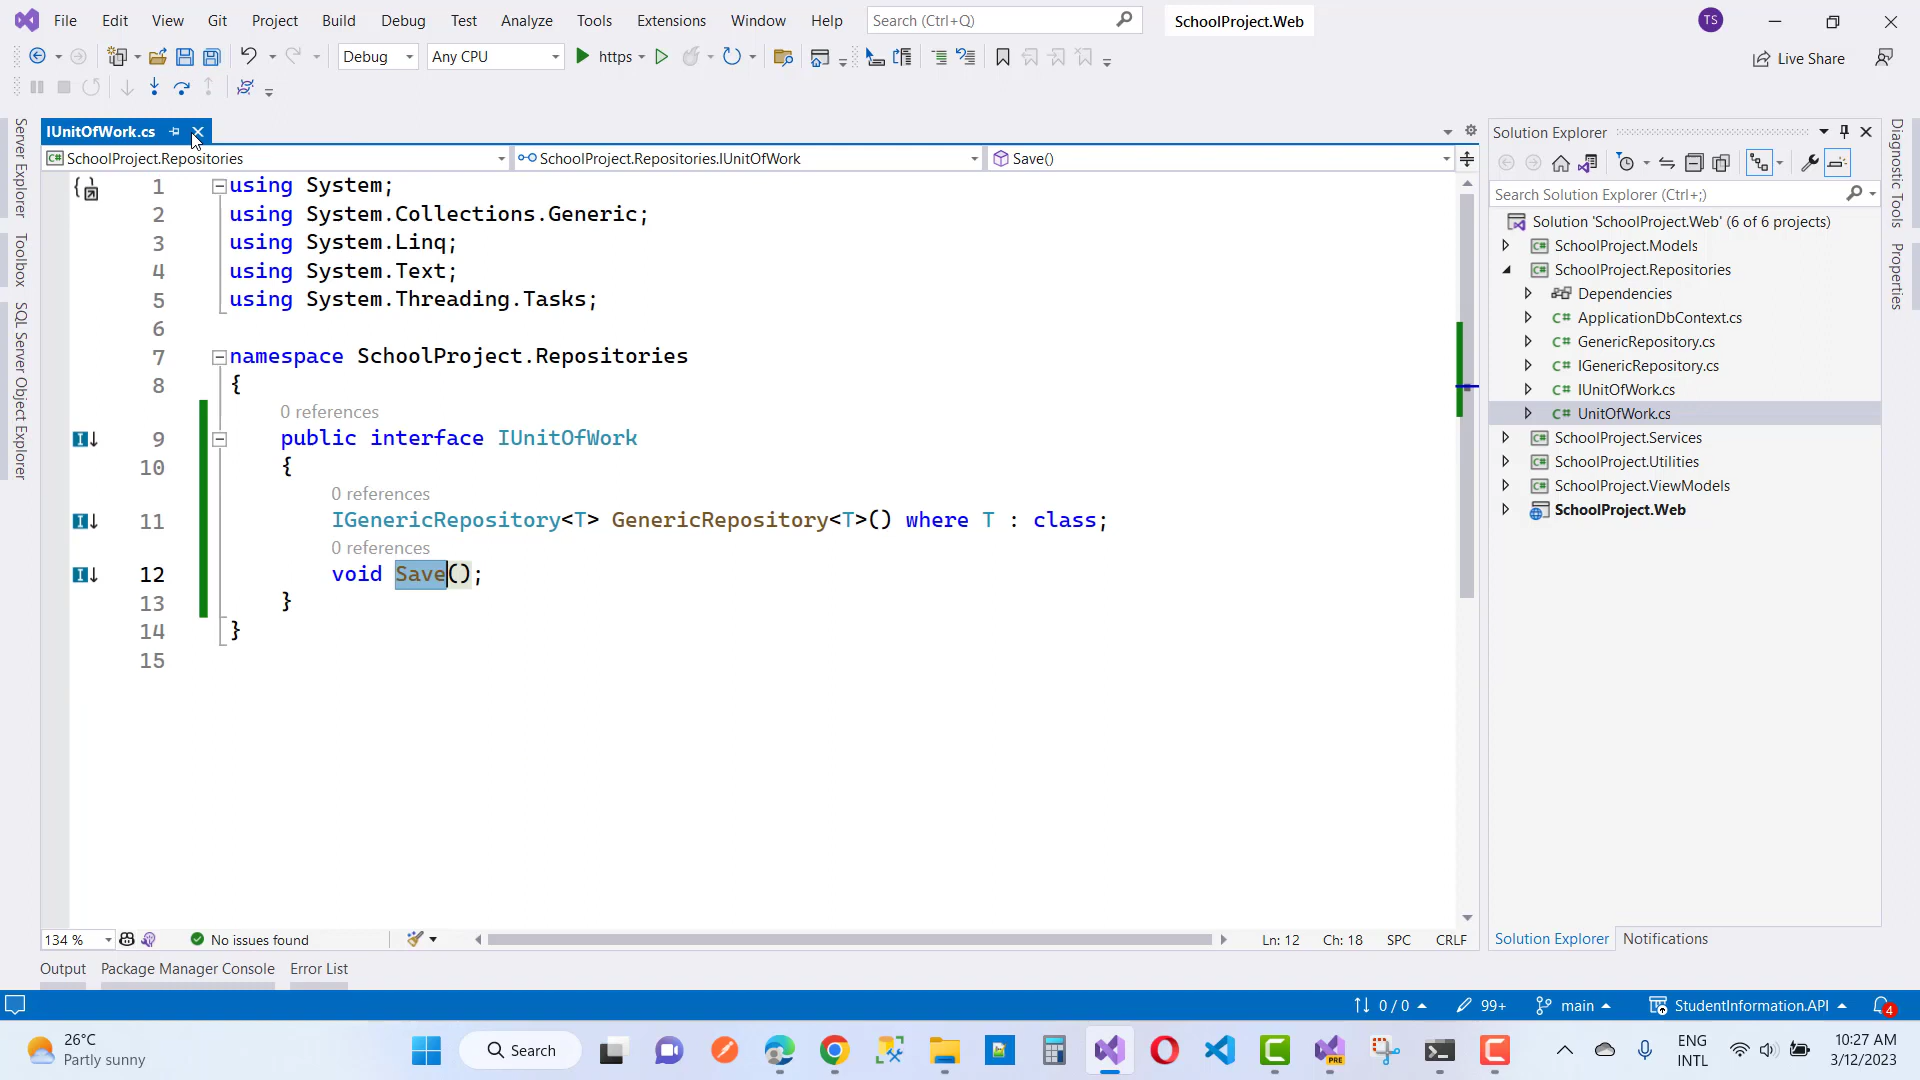 File Edit View Git Project Build Debug Test Analyze Tools Extensions Window Help Search (Ctrl+Q) SchoolProject.Web TS
Debug Any CPU https Live Share
IUnitOfWork.cs
SchoolProject.Repositories SchoolProject.Repositories.IUnitOfWork Save()
Server Explorer
Toolbox
SQL Server Object Explorer
1 using System;
2 using System.Collections.Generic;
3 using System.Linq;
4 using System.Text;
5 using System.Threading.Tasks;
6
7 namespace SchoolProject.Repositories
8 {
0 references
9 public interface IUnitOfWork
10 {
0 references
11 IGenericRepository<T> GenericRepository<T>() where T : class;
0 references
12 void Save();
13 }
14 }
15
134 % No issues found Ln: 12 Ch: 18 SPC CRLF
Solution Explorer
Search Solution Explorer (Ctrl+;)
Solution 'SchoolProject.Web' (6 of 6 projects)
C# SchoolProject.Models
C# SchoolProject.Repositories
Dependencies
C# ApplicationDbContext.cs
C# GenericRepository.cs
C# IGenericRepository.cs
C# IUnitOfWork.cs
C# UnitOfWork.cs
C# SchoolProject.Services
C# SchoolProject.Utilities
C# SchoolProject.ViewModels
SchoolProject.Web
Solution Explorer Notifications
Diagnostic Tools
Properties
Output Package Manager Console Error List
0 / 0 99+ main StudentInformation.API 4
26°C
Partly sunny
Search
PRE
ENG
INTL
10:27 AM
3/12/2023